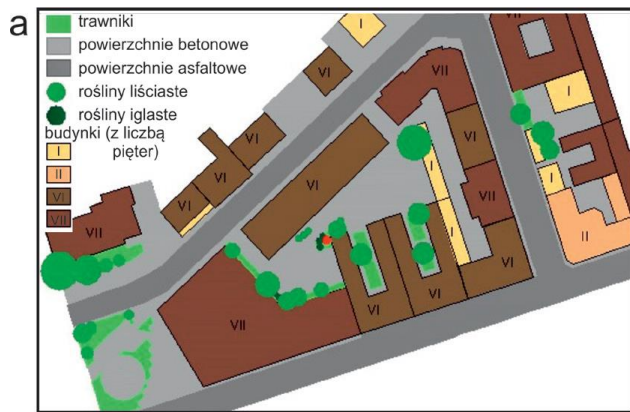 a
trawniki
powierzchnie betonowe
powierzchnie asfaltowe
rośliny liściaste
rośliny iglaste
budynki (z liczbą
pięter)
I
II
VI
VII
I
VI
VI
VI
VI
VII
VI
VII
VI
VII
I
I
VI
VI
VI
VII
VII
I
I
II